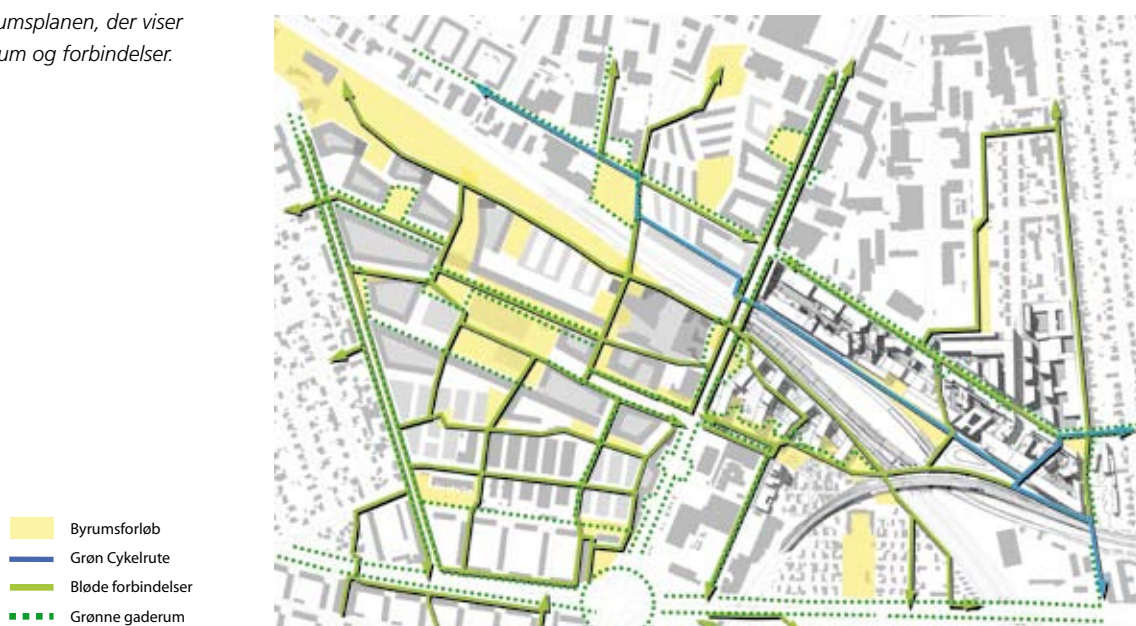 umsplanen, der viser
um og forbindelser.
Byrumsforløb
Grøn Cykelrute
Bløde forbindelser
Grønne gaderum